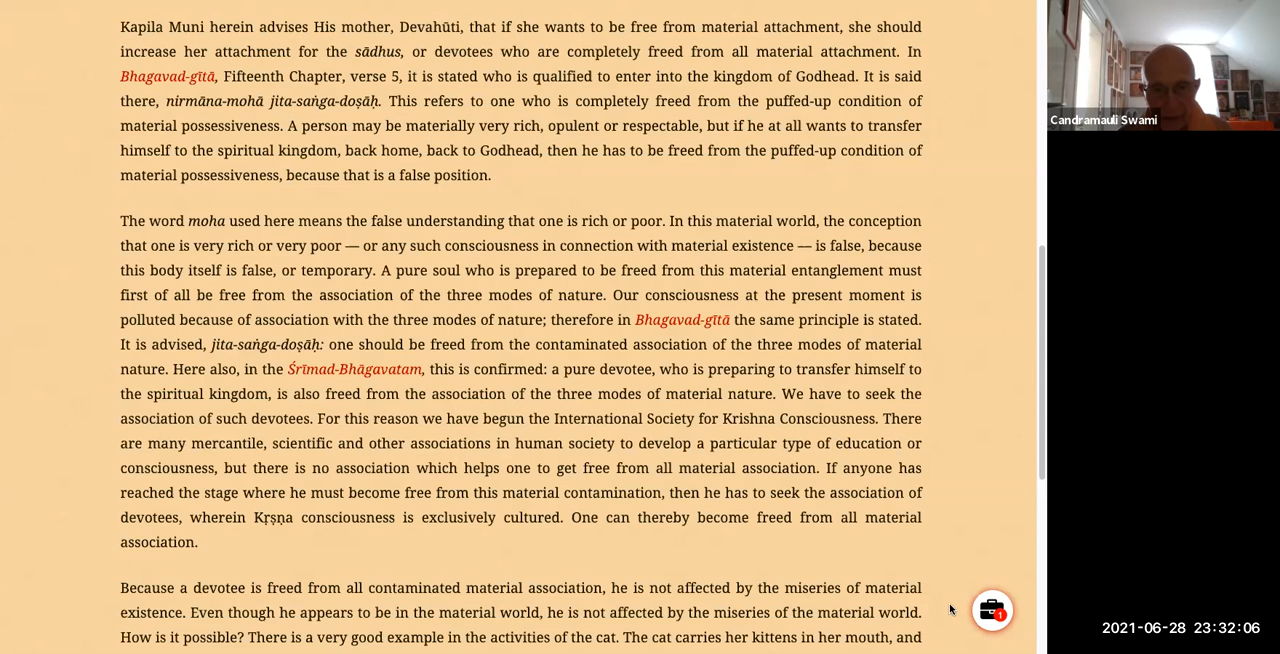 Kapila Muni herein advises His mother, Devahūti, that if she wants to be free from material attachment, she should
increase her attachment for the sādhus, or devotees who are completely freed from all material attachment. In
Bhagavad-gītā, Fifteenth Chapter, verse 5, it is stated who is qualified to enter into the kingdom of Godhead. It is said
there, nirmāna-mohā jita-saṅga-doṣāḥ. This refers to one who is completely freed from the puffed-up condition of
material possessiveness. A person may be materially very rich, opulent or respectable, but if he at all wants to transfer
himself to the spiritual kingdom, back home, back to Godhead, then he has to be freed from the puffed-up condition of
material possessiveness, because that is a false position.
The word moha used here means the false understanding that one is rich or poor. In this material world, the conception
that one is very rich or very poor — or any such consciousness in connection with material existence — is false, because
this body itself is false, or temporary. A pure soul who is prepared to be freed from this material entanglement must
first of all be free from the association of the three modes of nature. Our consciousness at the present moment is
polluted because of association with the three modes of nature; therefore in Bhagavad-gītā the same principle is stated.
It is advised, jita-saṅga-doṣāḥ: one should be freed from the contaminated association of the three modes of material
nature. Here also, in the Śrīmad-Bhāgavatam, this is confirmed: a pure devotee, who is preparing to transfer himself to
the spiritual kingdom, is also freed from the association of the three modes of material nature. We have to seek the
association of such devotees. For this reason we have begun the International Society for Krishna Consciousness. There
are many mercantile, scientific and other associations in human society to develop a particular type of education or
consciousness, but there is no association which helps one to get free from all material association. If anyone has
reached the stage where he must become free from this material contamination, then he has to seek the association of
devotees, wherein Kṛṣṇa consciousness is exclusively cultured. One can thereby become freed from all material
association.
Because a devotee is freed from all contaminated material association, he is not affected by the miseries of material
existence. Even though he appears to be in the material world, he is not affected by the miseries of the material world.
How is it possible? There is a very good example in the activities of the cat. The cat carries her kittens in her mouth, and
1
Candramauli Swami
2021-06-28 23:32:06